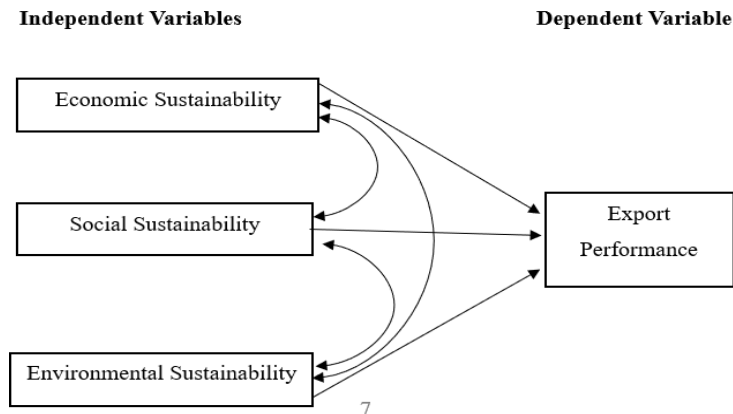 Independent Variables
Dependent Variable
Economic Sustainability
Social Sustainability
Export
Performance
Environmental Sustainability
7